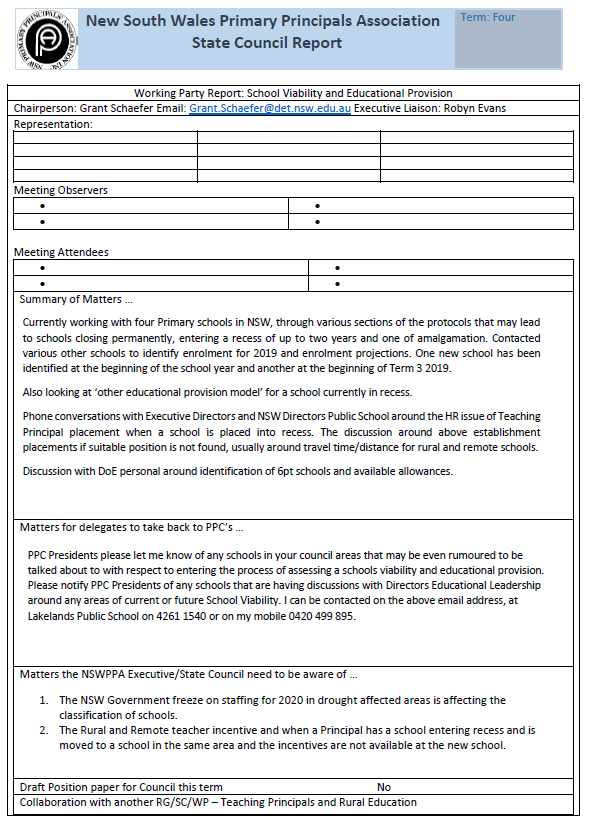 NSW PRIMARY PRINCIPALS' ASSOCIATION INC
New South Wales Primary Principals Association
State Council Report
Term: Four
Working Party Report: School Viability and Educational Provision
Chairperson: Grant Schaefer Email: Grant.Schaefer@det.nsw.edu.au Executive Liaison: Robyn Evans
Representation:
Meeting Observers
Meeting Attendees
Summary of Matters ...
Currently working with four Primary schools in NSW, through various sections of the protocols that may lead
to schools closing permanently, entering a recess of up to two years and one of amalgamation. Contacted
various other schools to identify enrolment for 2019 and enrolment projections. One new school has been
identified at the beginning of the school year and another at the beginning of Term 3 2019.
Also looking at 'other educational provision model' for a school currently in recess.
Phone conversations with Executive Directors and NSW Directors Public School around the HR issue of Teaching
Principal placement when a school is placed into recess. The discussion around above establishment
placements if suitable position is not found, usually around travel time/distance for rural and remote schools.
Discussion with DoE personal around identification of 6pt schools and available allowances.
Matters for delegates to take back to PPC's ...
PPC Presidents please let me know of any schools in your council areas that may be even rumoured to be
talked about to with respect to entering the process of assessing a schools viability and educational provision.
Please notify PPC Presidents of any schools that are having discussions with Directors Educational Leadership
around any areas of current or future School Viability. I can be contacted on the above email address, at
Lakelands Public School on 4261 1540 or on my mobile 0420 499 895.
Matters the NSWPPA Executive/State Council need to be aware of ...
1. The NSW Government freeze on staffing for 2020 in drought affected areas is affecting the
classification of schools.
2. The Rural and Remote teacher incentive and when a Principal has a school entering recess and is
moved to a school in the same area and the incentives are not available at the new school.
Draft Position paper for Council this term No
Collaboration with another RG/SC/WP – Teaching Principals and Rural Education